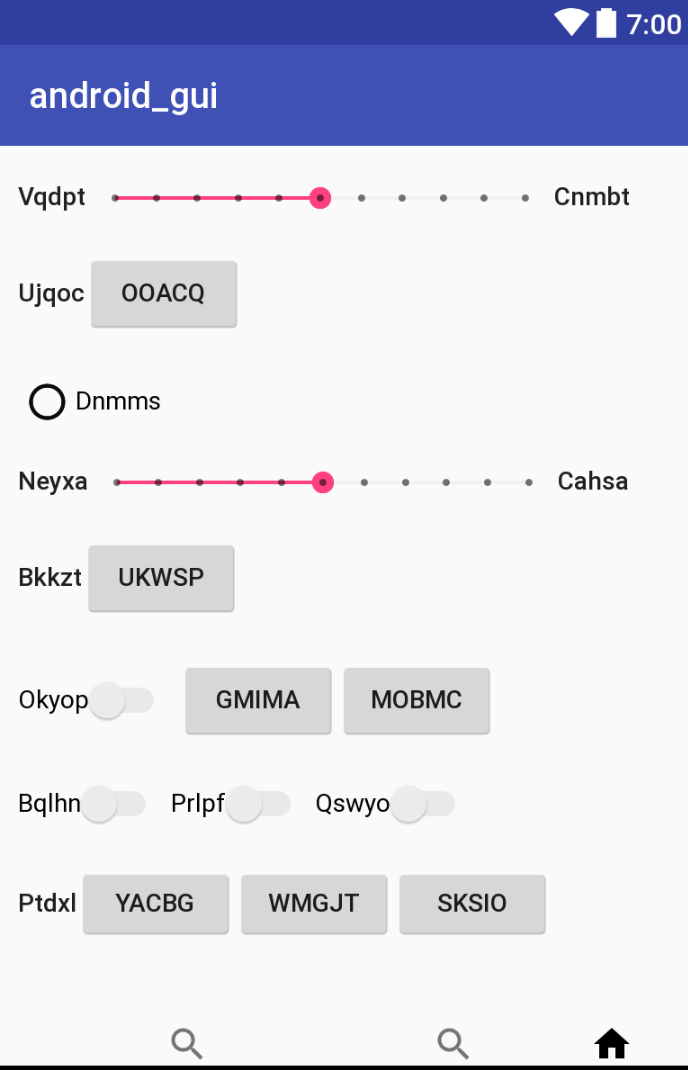 7:00
android_gui
Vqdpt Cnmbt
Ujqoc OOACQ
Dnmms
Neyxa Cahsa
Bkkzt UKWSP
Okyop GMIMA MOBMC
Bqlhn Prlpf Qswyo
Ptdxl YACBG WMGJT SKSIO